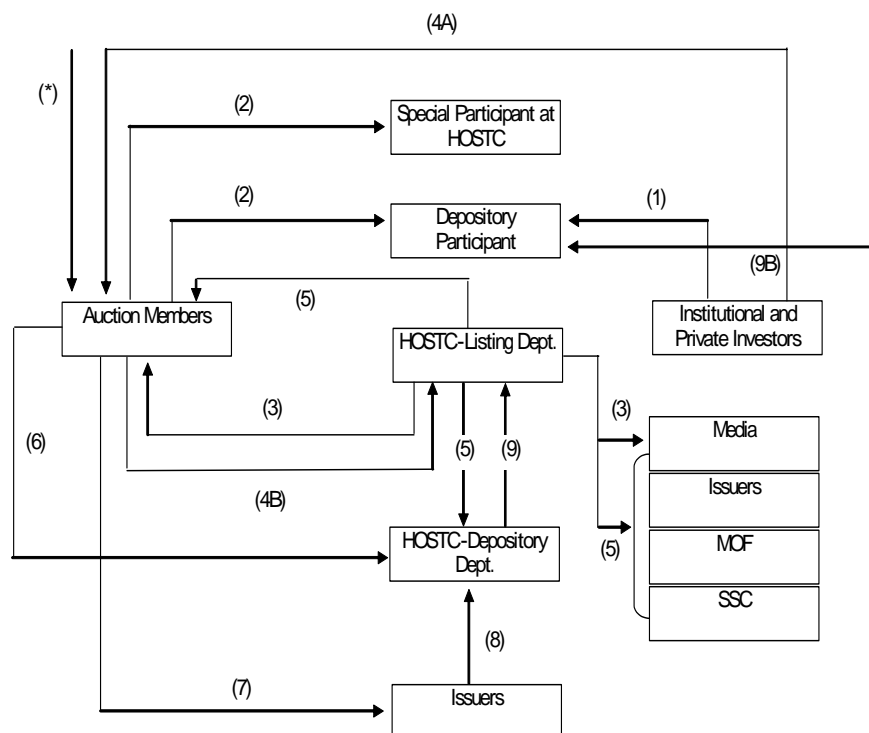 (4A)
(*)
(2)
Special Participant at
HOSTC
(2)
Depository
Participant
(1)
(9B)
(5)
Auction Members
HOSTC-Listing Dept.
Institutional and
Private Investors
(3)
(5)
(9)
(3)
Media
(6)
(4B)
Issuers
HOSTC-Depository
Dept.
(5)
MOF
SSC
(8)
(7)
Issuers